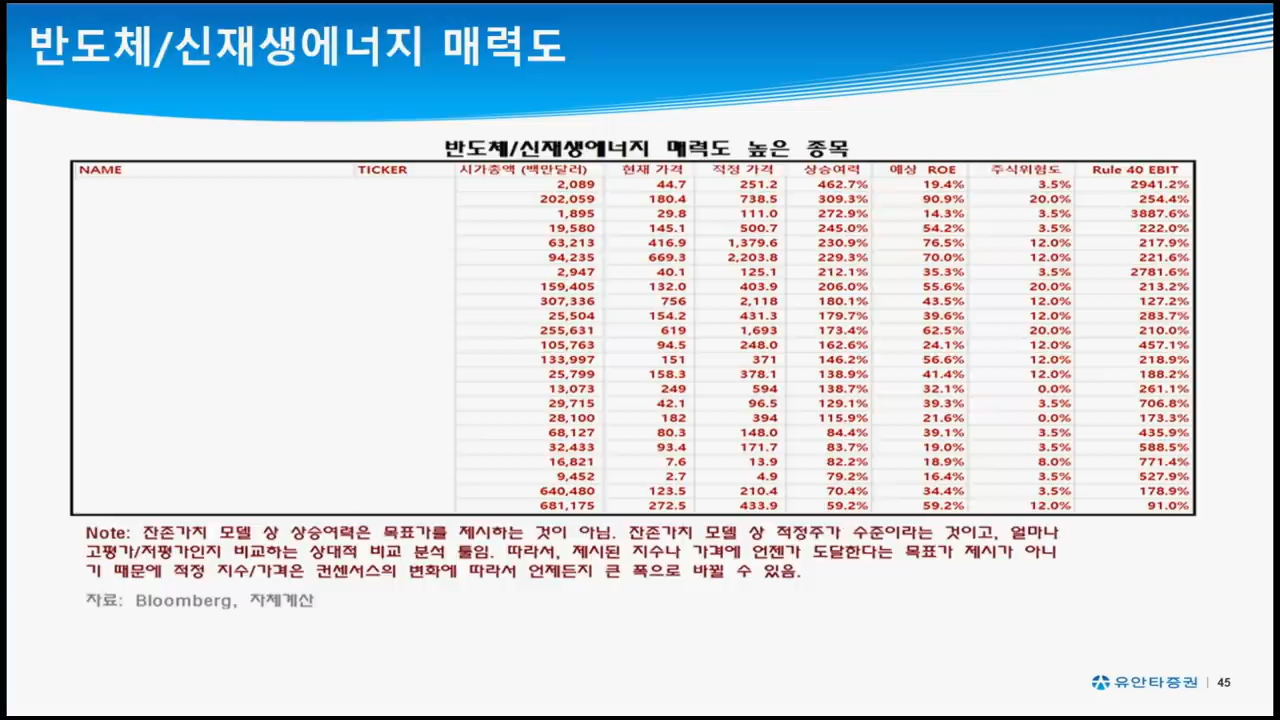 반도체/신재생에너지 매력도
반도체/신재생에너지 매력도 높은 종목
NAME TICKER 시가총액 (백만달러) 현재 가격 적정 가격 상승여력 예상 ROE 주식위험도 Rule 40 EBIT
2,089 44.7 251.2 462.7% 19.4% 3.5% 2941.2%
202,059 180.4 738.5 309.3% 90.9% 20.0% 254.4%
1,895 29.8 111.0 272.9% 14.3% 3.5% 3887.6%
19,580 145.1 500.7 245.0% 54.2% 3.5% 222.0%
63,213 416.9 1,379.6 230.9% 76.5% 12.0% 217.9%
94,235 669.3 2,203.8 229.3% 70.0% 12.0% 221.6%
2,947 40.1 125.1 212.1% 35.3% 3.5% 2781.6%
159,405 132.0 403.9 206.0% 55.6% 20.0% 213.2%
307,336 756 2,118 180.1% 43.5% 12.0% 127.2%
25,504 154.2 431.3 179.7% 39.6% 12.0% 283.7%
255,631 619 1,693 173.4% 62.5% 20.0% 210.0%
105,763 94.5 248.0 162.6% 24.1% 12.0% 457.1%
133,997 151 371 146.2% 56.6% 12.0% 218.9%
25,799 158.3 378.1 138.9% 41.4% 12.0% 188.2%
13,073 249 594 138.7% 32.1% 0.0% 261.1%
29,715 42.1 96.5 129.1% 39.3% 3.5% 706.8%
28,100 182 394 115.9% 21.6% 0.0% 173.3%
68,127 80.3 148.0 84.4% 39.1% 3.5% 435.9%
32,433 93.4 171.7 83.7% 19.0% 3.5% 588.5%
16,821 7.6 13.9 82.2% 18.9% 8.0% 771.4%
9,452 2.7 4.9 79.2% 16.4% 3.5% 527.9%
640,480 123.5 210.4 70.4% 34.4% 3.5% 178.9%
681,175 272.5 433.9 59.2% 59.2% 12.0% 91.0%
Note: 잔존가치 모델 상 상승여력은 목표가를 제시하는 것이 아님. 잔존가치 모델 상 적정주가 수준이라는 것이고, 얼마나
고평가/저평가인지 비교하는 상대적 비교 분석 툴임. 따라서, 제시된 지수나 가격에 언젠가 도달한다는 목표가 제시가 아니
기 때문에 적정 지수/가격은 컨센서스의 변화에 따라서 언제든지 큰 폭으로 바뀔 수 있음.
자료: Bloomberg, 자체계산
유안타증권 | 45